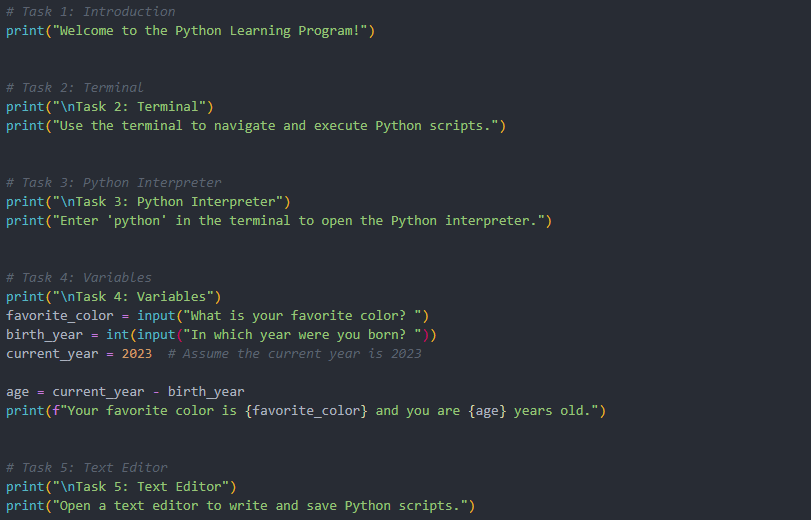 # Task 1: Introduction
print("Welcome to the Python Learning Program!")
# Task 2: Terminal
print("\nTask 2: Terminal")
print("Use the terminal to navigate and execute Python scripts.")
# Task 3: Python Interpreter
print("\nTask 3: Python Interpreter")
print("Enter 'python' in the terminal to open the Python interpreter.")
# Task 4: Variables
print("\nTask 4: Variables")
favorite_color = input("What is your favorite color? ")
birth_year = int(input("In which year were you born? "))
current_year = 2023  # Assume the current year is 2023
age = current_year - birth_year
print(f"Your favorite color is {favorite_color} and you are {age} years old.")
# Task 5: Text Editor
print("\nTask 5: Text Editor")
print("Open a text editor to write and save Python scripts.")